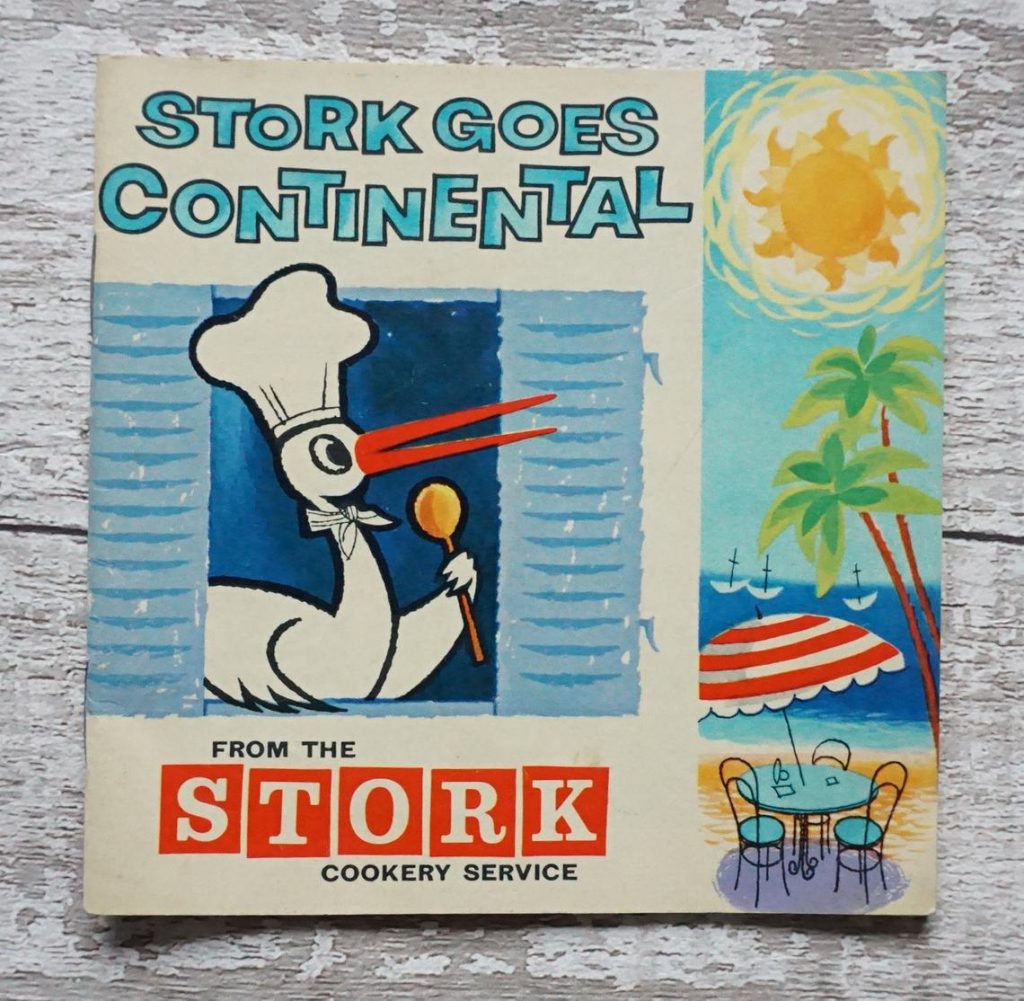 STORK GOES
CONTINENTAL
FROM THE
STORK
COOKERY SERVICE